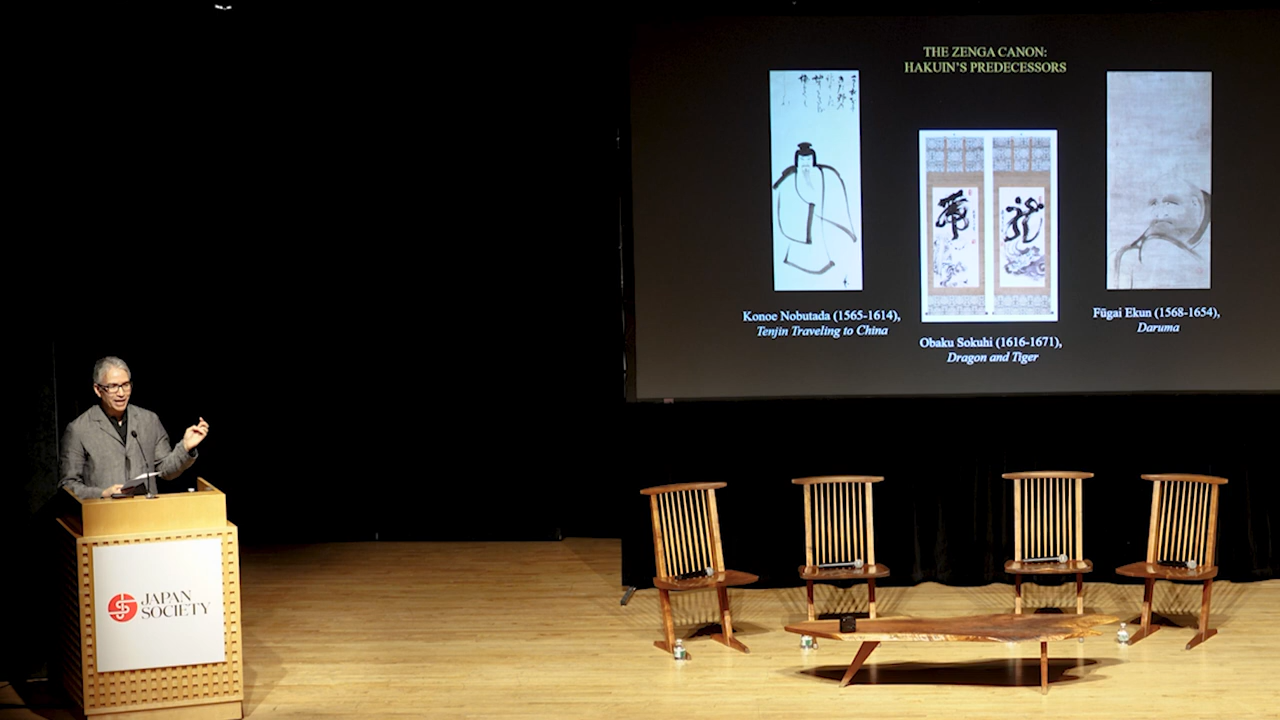 THE ZENGA CANON:
HAKUIN'S PREDECESSORS
Konoe Nobutada (1565-1614),
Tenjin Traveling to China
Obaku Sokuhi (1616-1671),
Dragon and Tiger
Fūgai Ekun (1568-1654),
Daruma
JAPAN
SOCIETY